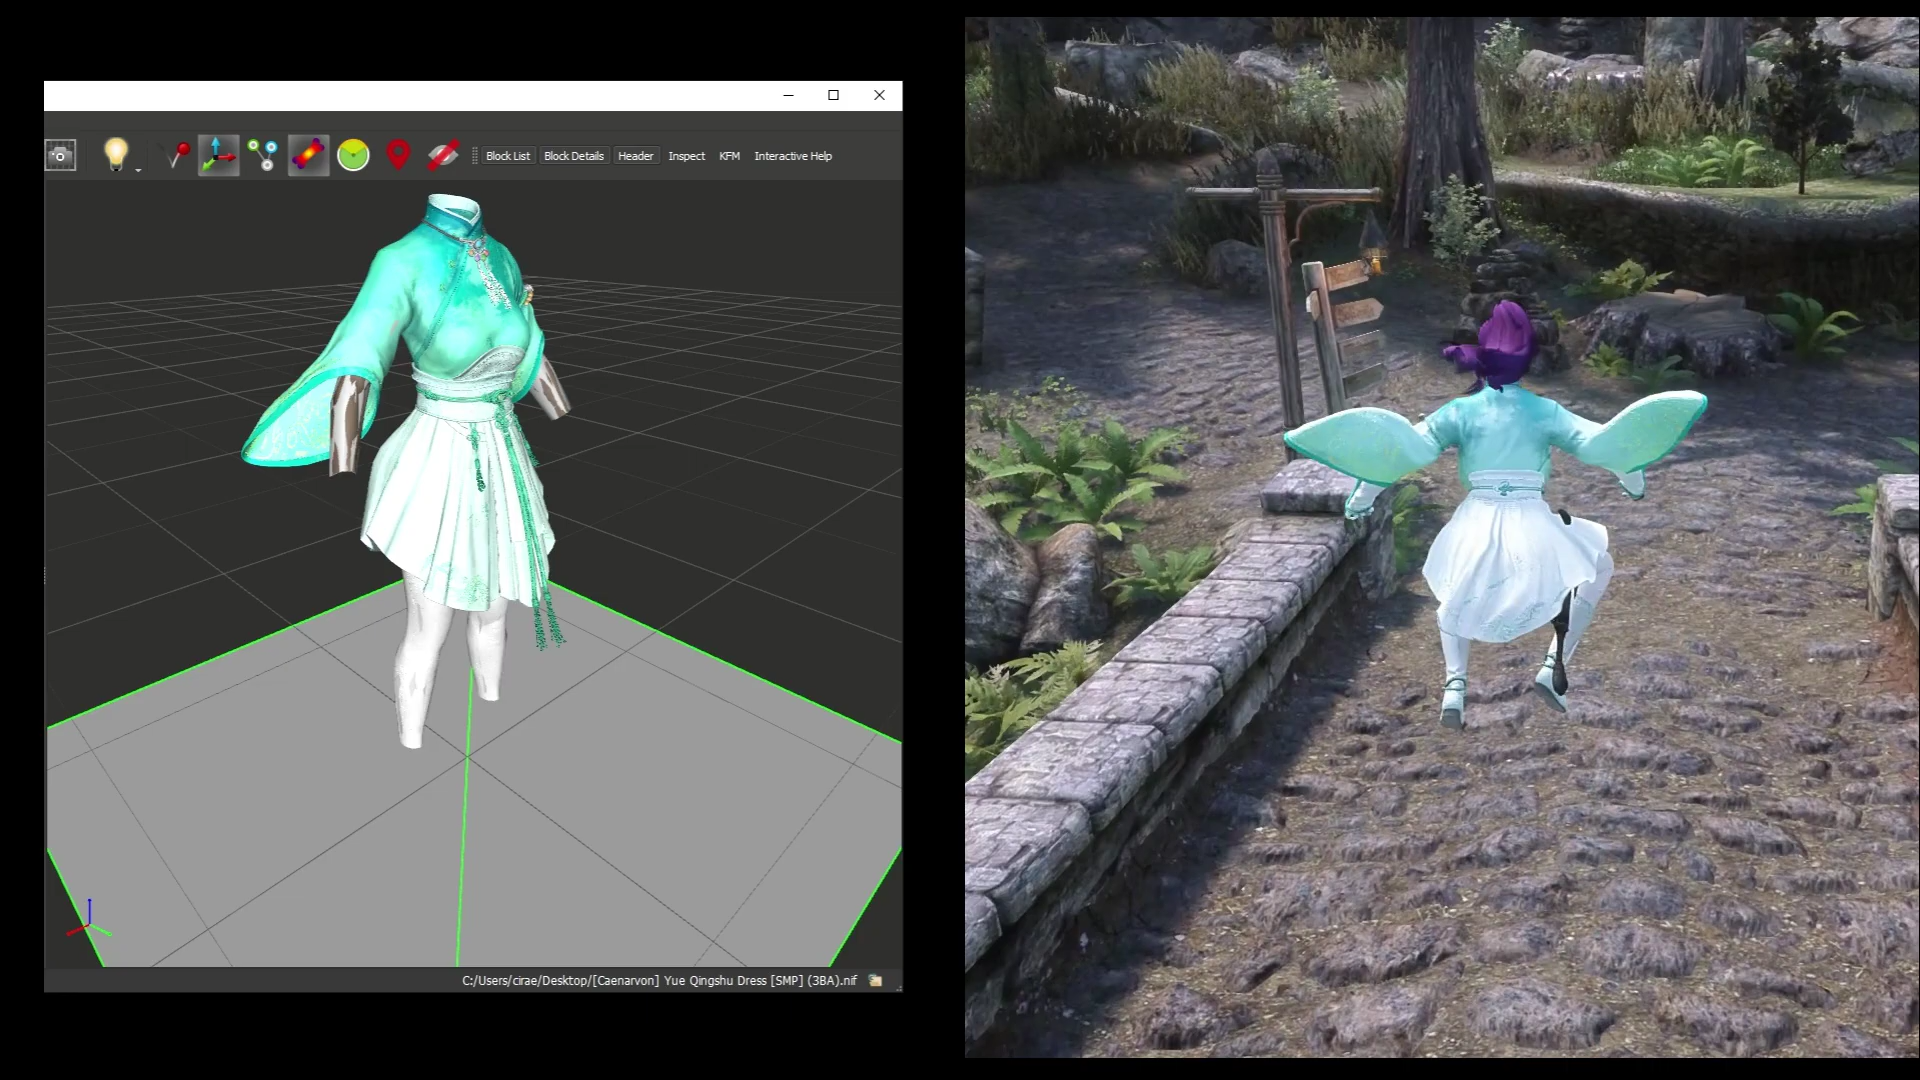 Block List Block Details Header Inspect KFM Interactive Help
C:/Users/cirae/Desktop/[Caenarvon] Yue Qingshu Dress [SMP] (3BA).nif